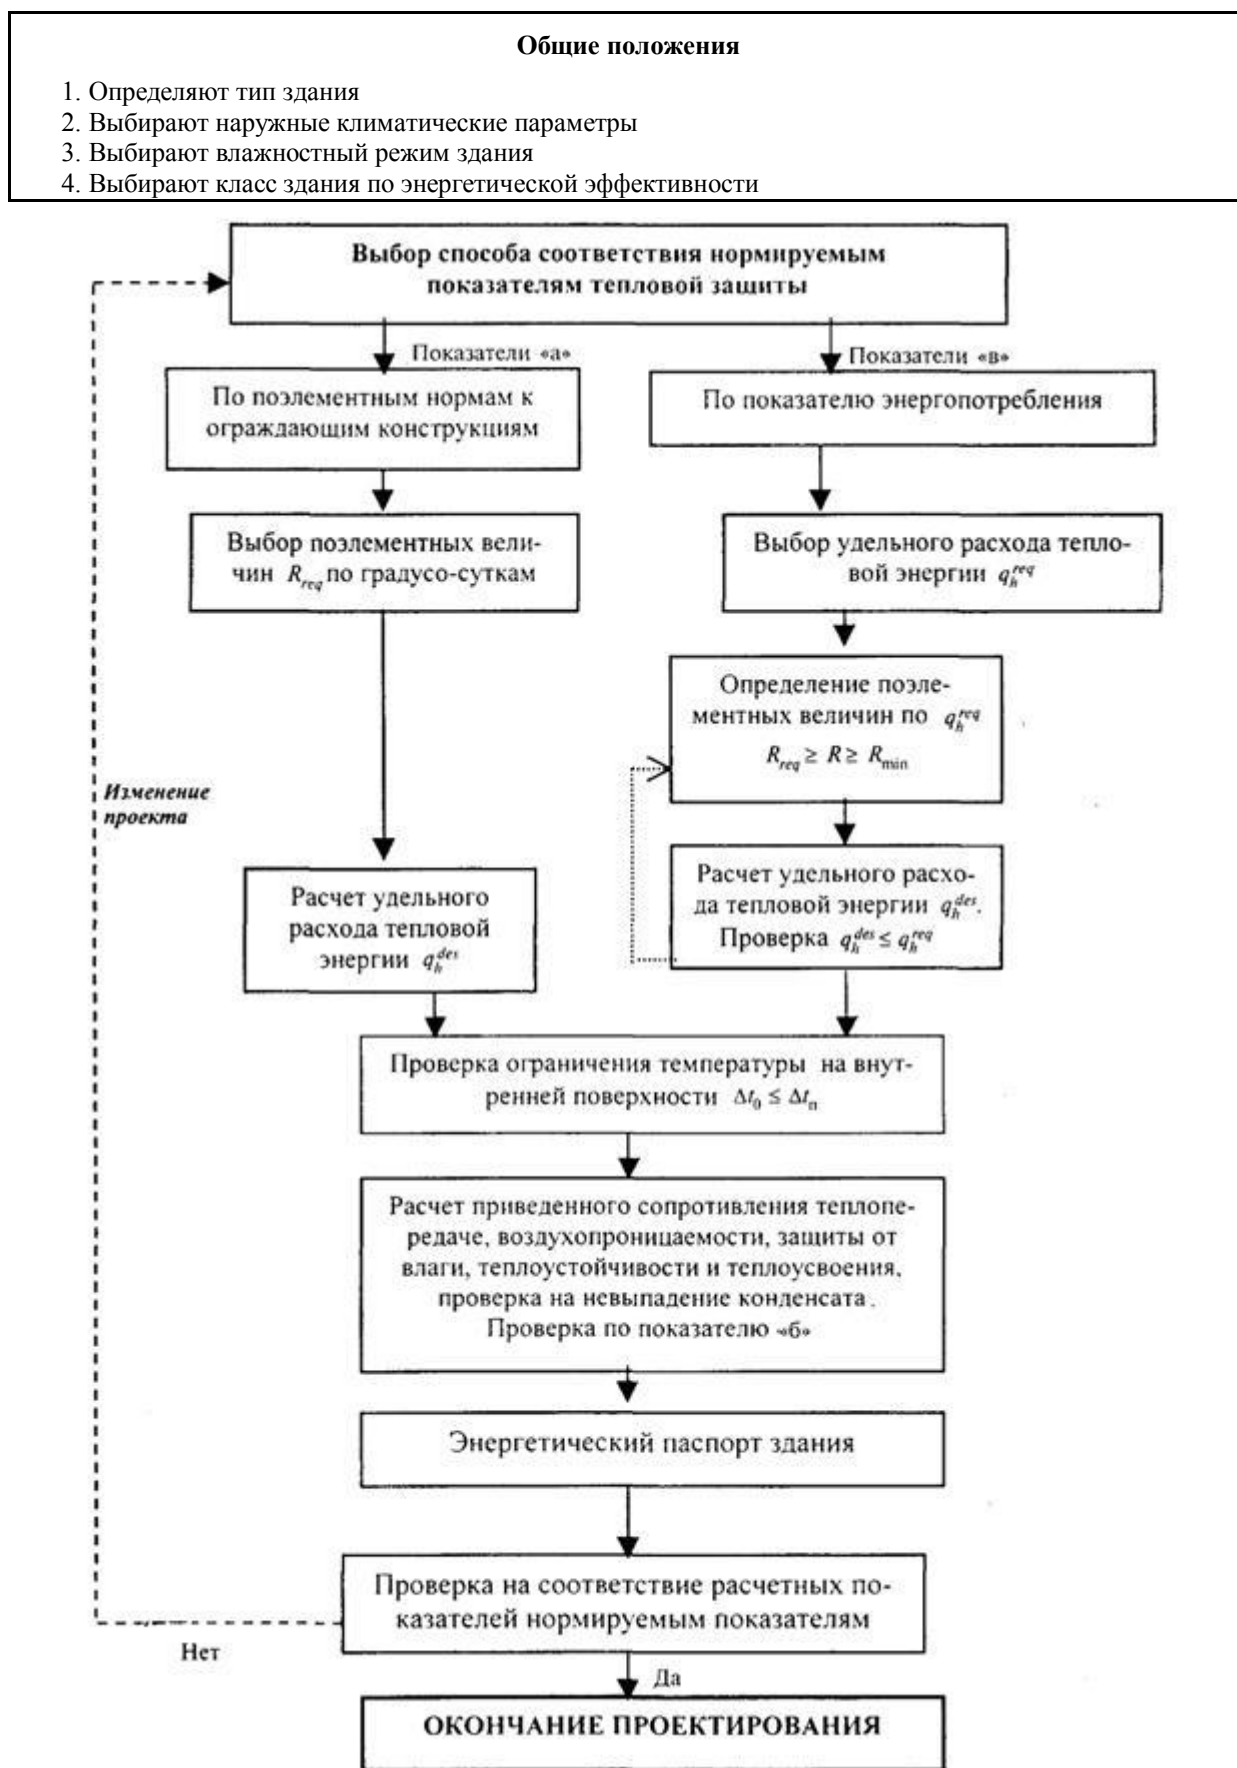 Общие положения
1. Определяют тип здания
2. Выбирают наружные климатические параметры
3. Выбирают влажностный режим здания
4. Выбирают класс здания по энергетической эффективности
Выбор способа соответствия нормируемым
показателям тепловой защиты
Показатели «а»
Показатели «в»
По поэлементным нормам к
ограждающим конструкциям
По показателю энергопотребления
Выбор поэлементных вели-
чин R_req по градусо-суткам
Выбор удельного расхода тепло-
вой энергии q_h^req
Определение поэле-
ментных величин по q_h^req
R_req ≥ R ≥ R_min
Изменение
проекта
Расчет удельного
расхода тепловой
энергии q_h^des
Расчет удельного расхо-
да тепловой энергии q_h^des.
Проверка q_h^des ≤ q_h^req
Проверка ограничения температуры на внут-
ренней поверхности Δt₀ ≤ Δtₙ
Расчет приведенного сопротивления теплопе-
редаче, воздухопроницаемости, защиты от
влаги, теплоустойчивости и теплоусвоения,
проверка на невыпадение конденсата.
Проверка по показателю «б»
Энергетический паспорт здания
Проверка на соответствие расчетных по-
казателей нормируемым показателям
Нет
Да
ОКОНЧАНИЕ ПРОЕКТИРОВАНИЯ